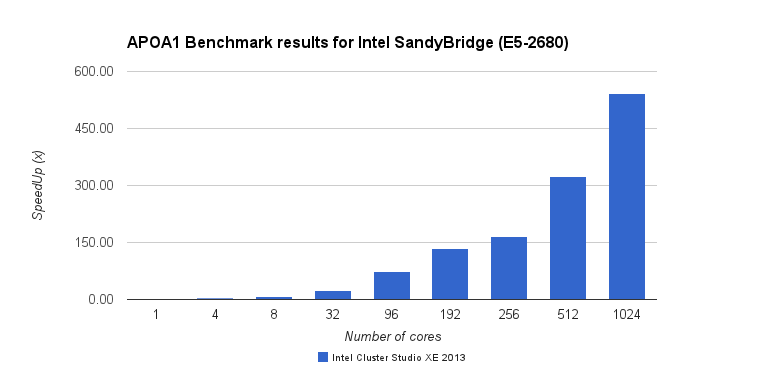 APOA1 Benchmark results for Intel SandyBridge (E5-2680)
600.00
450.00
300.00
150.00
0.00
SpeedUp (x)
1 4 8 32 96 192 256 512 1024
Number of cores
Intel Cluster Studio XE 2013